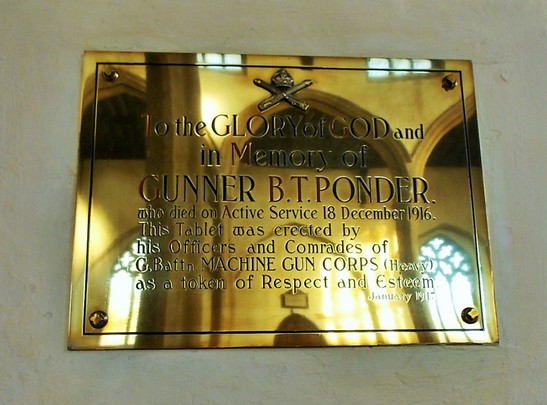 To the GLORY of GOD and
in Memory of
GUNNER B.T. PONDER.
who died on Active Service 18 December 1916.
This Tablet was erected by
his Officers and Comrades of
G. Battn MACHINE GUN CORPS (Heavy)
as a token of Respect and Esteem
January 1917